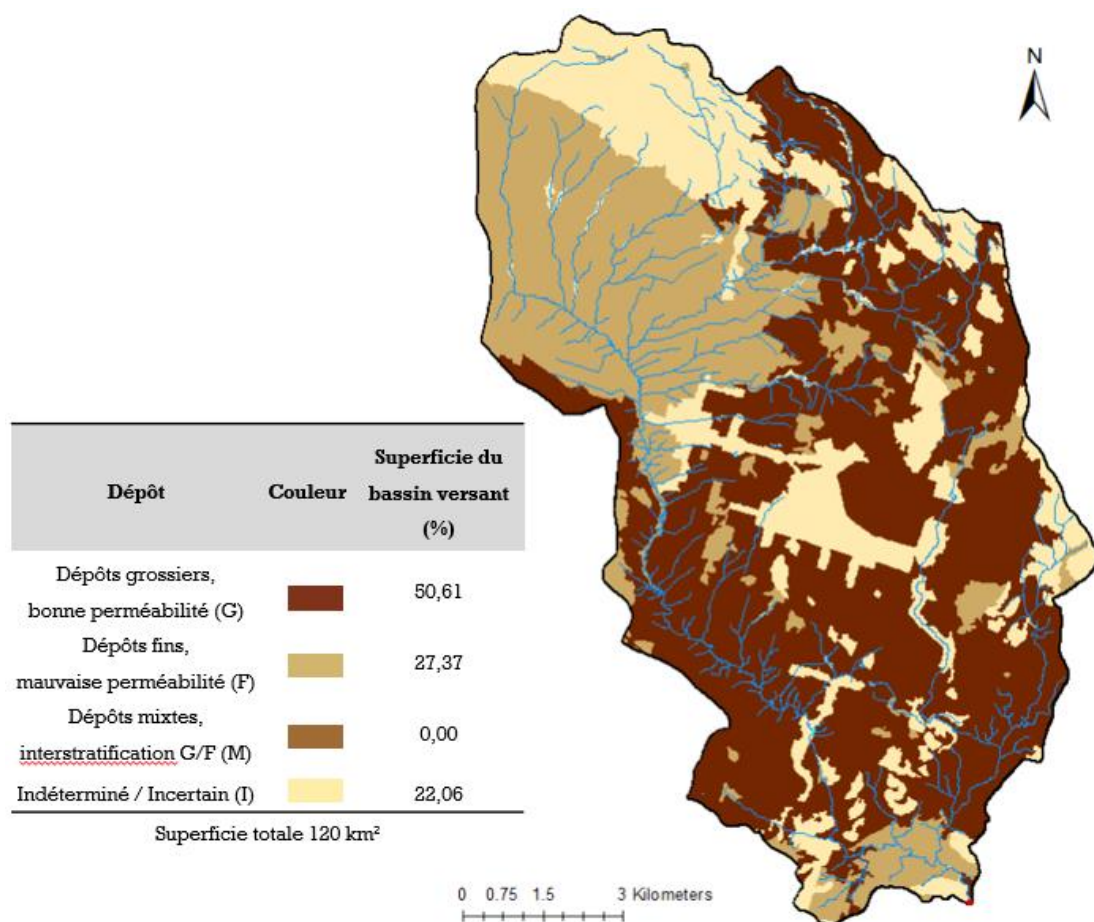 N
Dépôt Couleur Superficie du bassin versant (%)
Dépôts grossiers,
bonne perméabilité (G) 50,61
Dépôts fins,
mauvaise perméabilité (F) 27,37
Dépôts mixtes,
interstratification G/F (M) 0,00
Indéterminé / Incertain (I) 22,06
Superficie totale 120 km²
0 0.75 1.5 3 Kilometers